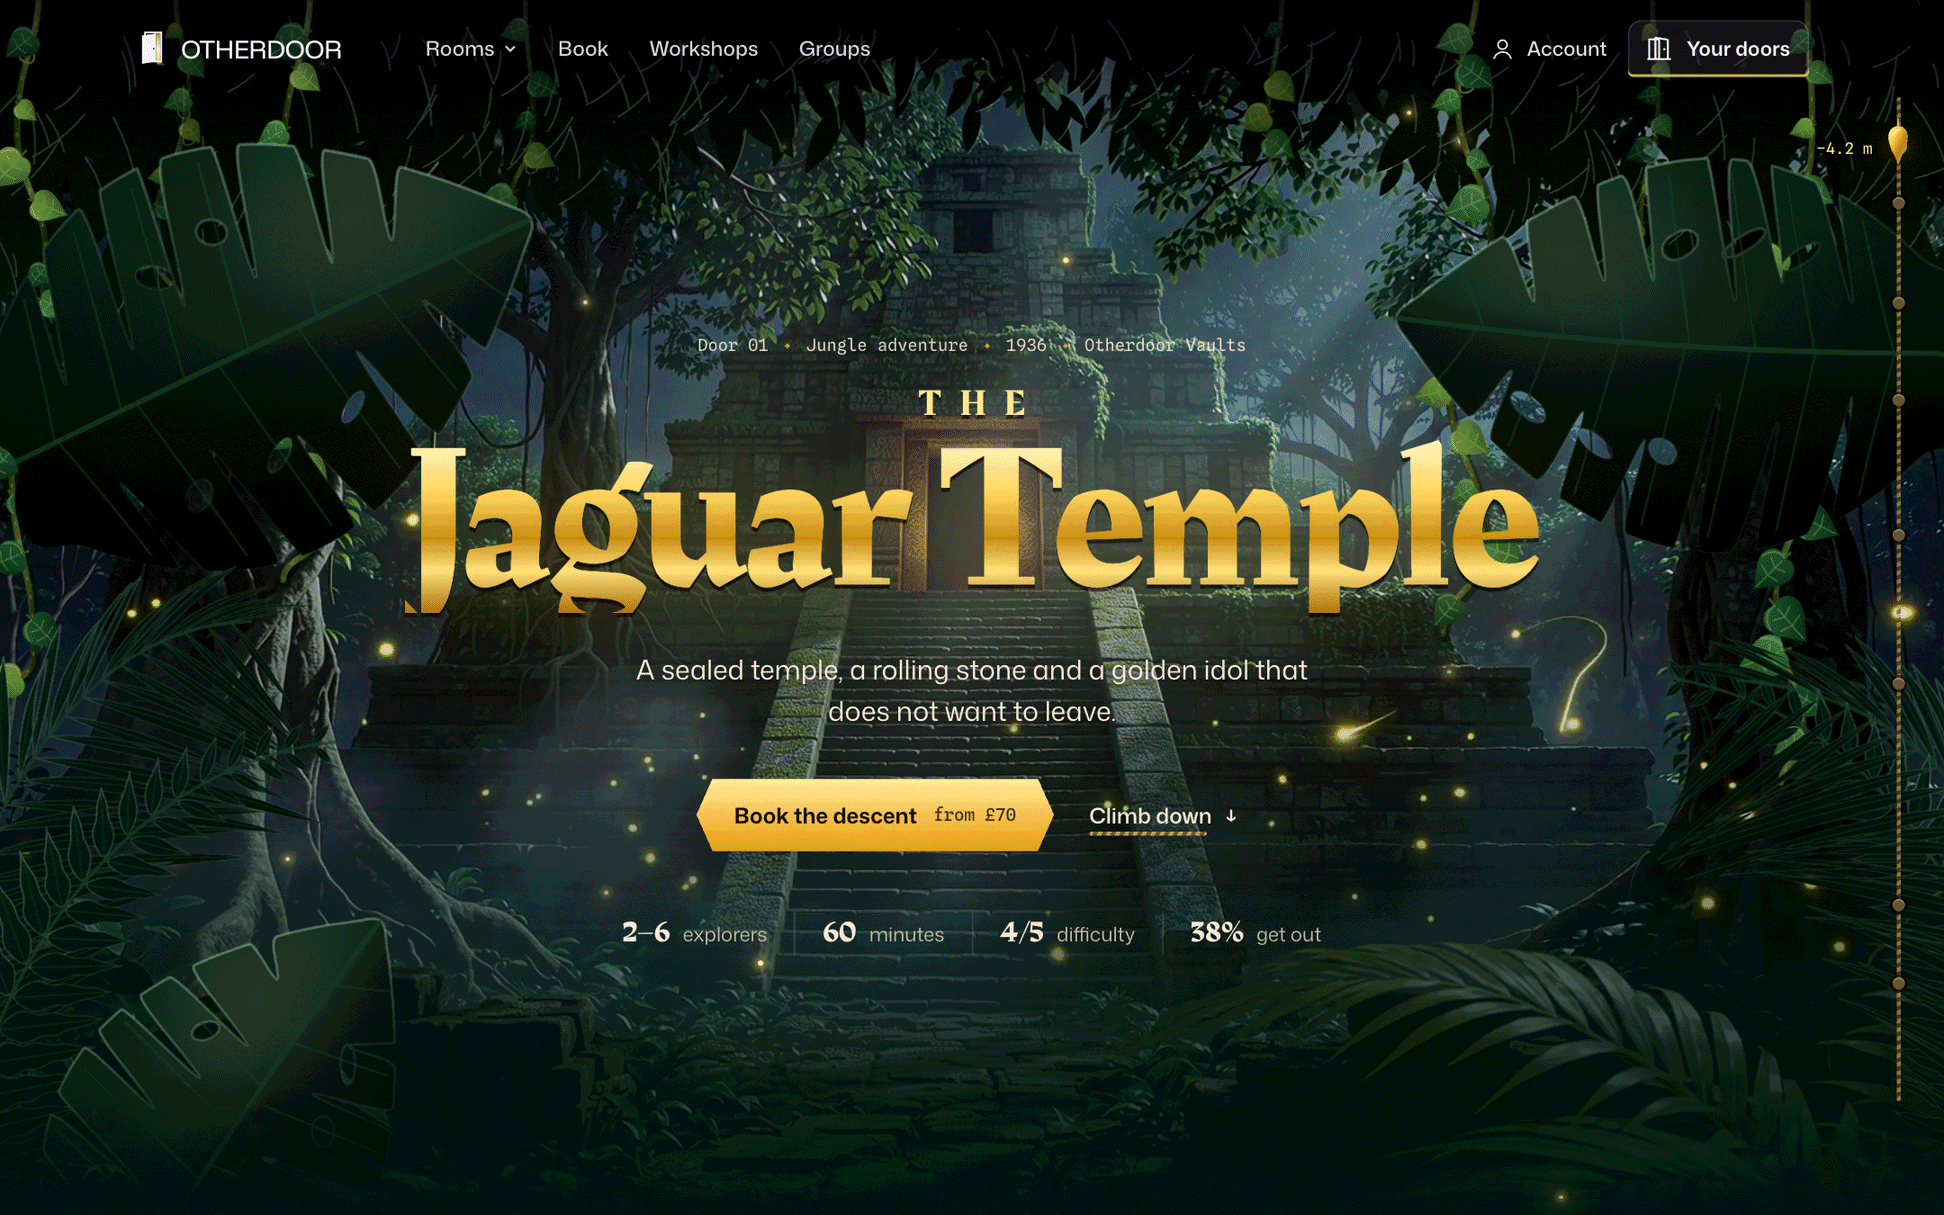 OTHERDOOR Rooms Book Workshops Groups Account Your doors
-4.2 m
Door 01 • Jungle adventure • 1936 • Otherdoor Vaults
THE
Jaguar Temple
A sealed temple, a rolling stone and a golden idol that
does not want to leave.
Book the descent from £70 Climb down ↓
2–6 explorers 60 minutes 4/5 difficulty 38% get out